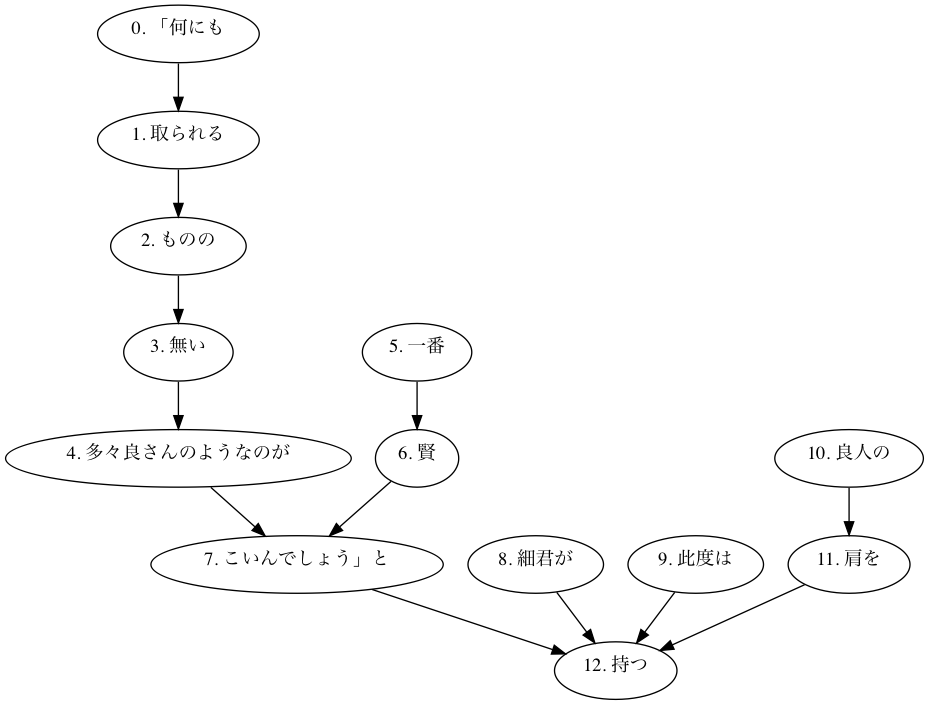 0. 「何にも
1. 取られる
2. ものの
3. 無い
5. 一番
4. 多々良さんのようなのが
6. 賢
10. 良人の
7. こいんでしょう」と
8. 細君が
9. 此度は
11. 肩を
12. 持つ